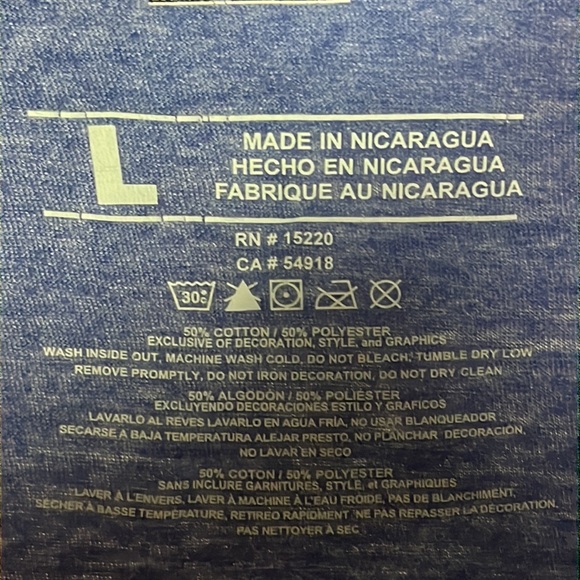 L
MADE IN NICARAGUA
HECHO EN NICARAGUA
FABRIQUE AU NICARAGUA
RN # 15220
CA # 54918
30°
50% COTTON / 50% POLYESTER
EXCLUSIVE OF DECORATION, STYLE, and GRAPHICS
WASH INSIDE OUT, MACHINE WASH COLD, DO NOT BLEACH, TUMBLE DRY LOW
REMOVE PROMPTLY, DO NOT IRON DECORATION, DO NOT DRY CLEAN
50% ALGODÓN / 50% POLIÉSTER
EXCLUYENDO DECORACIONES ESTILO Y GRAFICOS
LAVARLO AL REVES LAVARLO EN AGUA FRÍA, NO USAR BLANQUEADOR
SECARSE A BAJA TEMPERATURA ALEJAR PRESTO, NO PLANCHAR DECORACIÓN,
NO LAVAR EN SECO
50% COTON / 50% POLYESTER
SANS INCLURE GARNITURES, STYLE, et GRAPHIQUES
LAVER À L'ENVERS, LAVER À MACHINE À L'EAU FROIDE, PAS DE BLANCHIMENT,
SÉCHER À BASSE TEMPÉRATURE, RETIREO RAPIDMENT NE PAS REPASSER LA DÉCORATION,
PAS NETTOYER À SEC